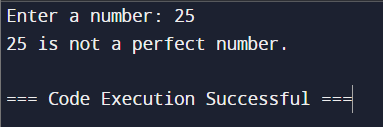 Enter a number: 25
25 is not a perfect number.
=== Code Execution Successful ===